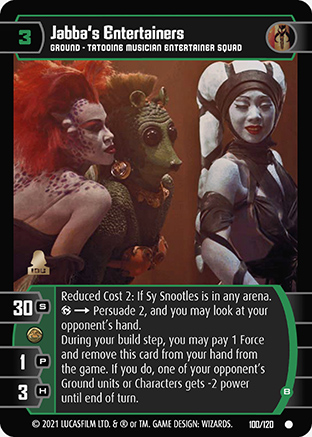 3
Jabba's Entertainers
GROUND - TATOOINE MUSICIAN ENTERTAINER SQUAD
30 S
1 P
3 H
Reduced Cost 2: If Sy Snootles is in any arena.
Persuade 2, and you may look at your
opponent's hand.
During your build step, you may pay 1 Force
and remove this card from your hand from
the game. If you do, one of your opponent's
Ground units or Characters gets -2 power
until end of turn.
B
© 2021 LUCASFILM LTD. & ® OR TM. GAME DESIGN: WIZARDS. 100/120